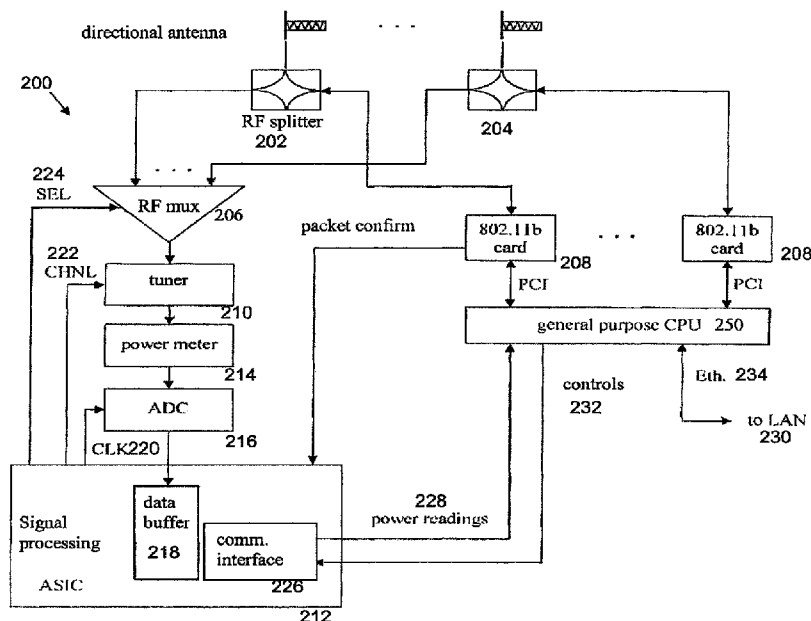 directional antenna
. . .
200
RF splitter
202
204
. . .
224
SEL
RF mux
206
packet confirm
802.11b
card
208
. . .
802.11b
card
208
222
CHNL
tuner
210
PCI
PCI
general purpose CPU 250
power meter
214
controls
232
Eth. 234
ADC
216
to LAN
230
CLK220
Signal
processing
ASIC
data
buffer
218
228
power readings
comm.
interface
226
212